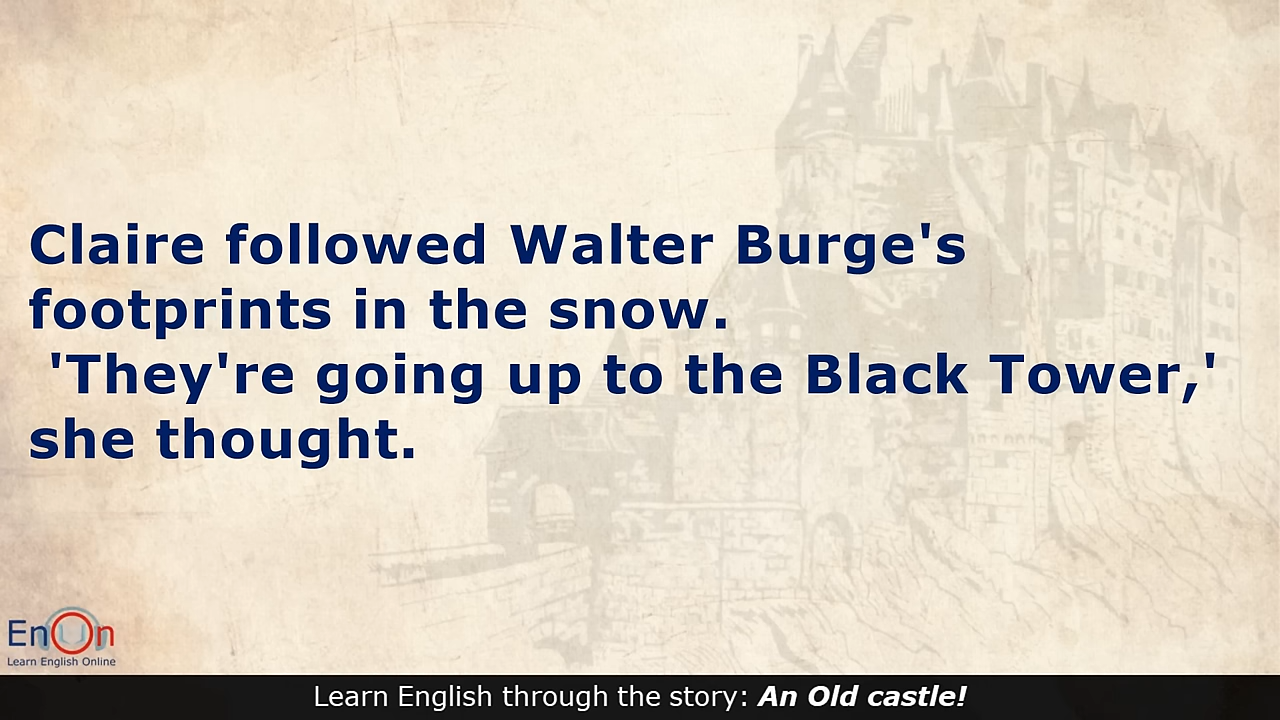 Claire followed Walter Burge's
footprints in the snow.
'They're going up to the Black Tower,'
she thought.
EnOn
Learn English Online
Learn English through the story: An Old castle!